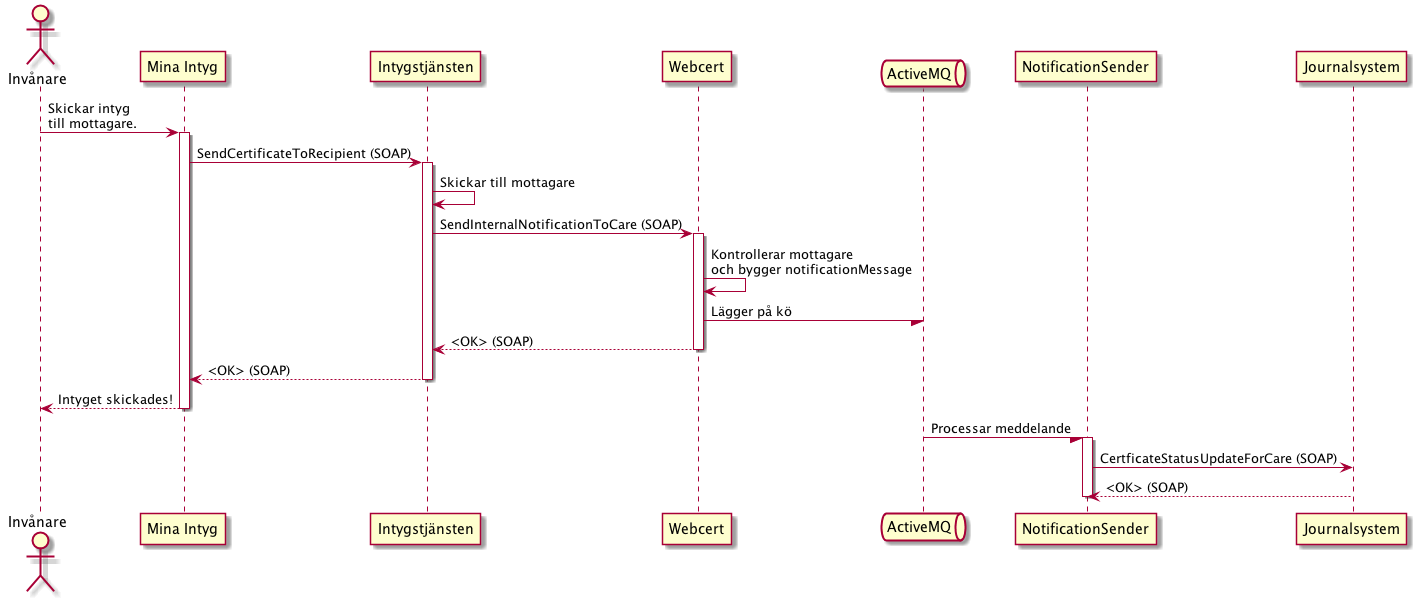 Invånare
Mina Intyg
Intygstjänsten
Webcert
ActiveMQ
NotificationSender
Journalsystem
Skickar intyg
till mottagare.
SendCertificateToRecipient (SOAP)
Skickar till mottagare
SendInternalNotificationToCare (SOAP)
Kontrollerar mottagare
och bygger notificationMessage
Lägger på kö
<OK> (SOAP)
<OK> (SOAP)
Intyget skickades!
Processar meddelande
CertficateStatusUpdateForCare (SOAP)
<OK> (SOAP)
Invånare
Mina Intyg
Intygstjänsten
Webcert
ActiveMQ
NotificationSender
Journalsystem